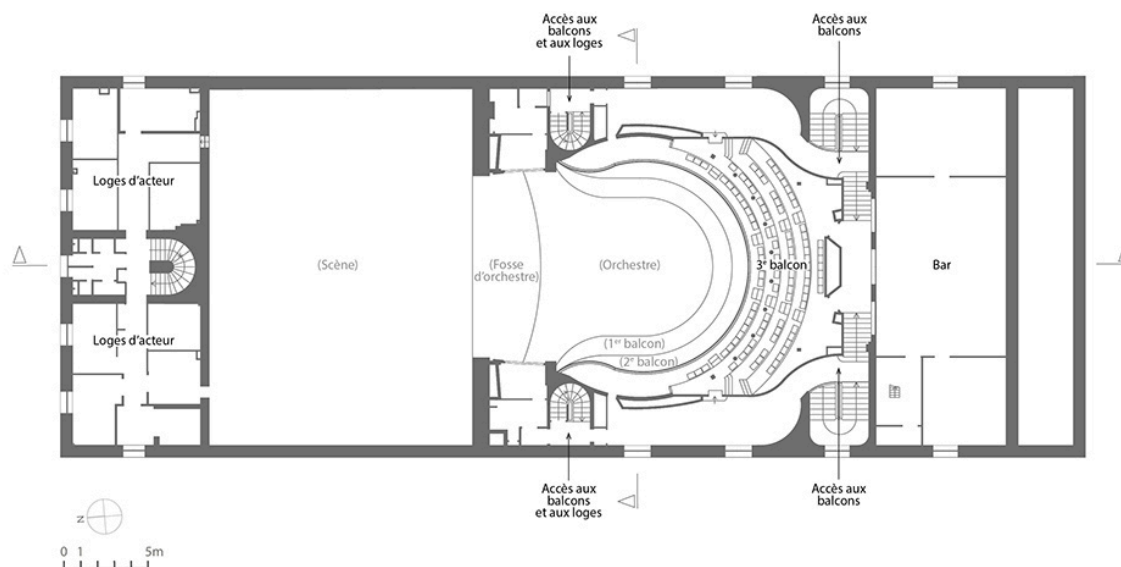 Accès aux
balcons
et aux loges
Accès aux
balcons
Loges d'acteur
(Scène)
(Fosse
d'orchestre)
(Orchestre)
3e balcon
Bar
Loges d'acteur
(1er balcon)
(2e balcon)
Accès aux
balcons
et aux loges
Accès aux
balcons
N
0 1 5m